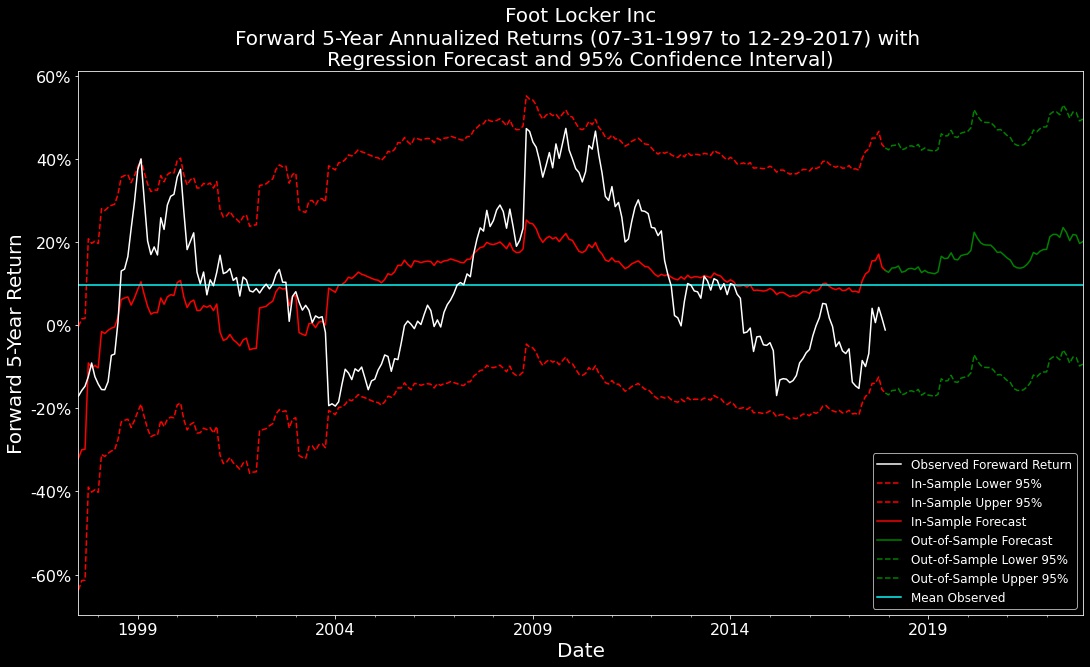 Foot Locker Inc
Forward 5-Year Annualized Returns (07-31-1997 to 12-29-2017) with
Regression Forecast and 95% Confidence Interval)
60%
40%
20%
0%
-20%
-40%
-60%
Forward 5-Year Return
1999
2004
2009
2014
2019
Date
Observed Foreward Return
In-Sample Lower 95%
In-Sample Upper 95%
In-Sample Forecast
Out-of-Sample Forecast
Out-of-Sample Lower 95%
Out-of-Sample Upper 95%
Mean Observed